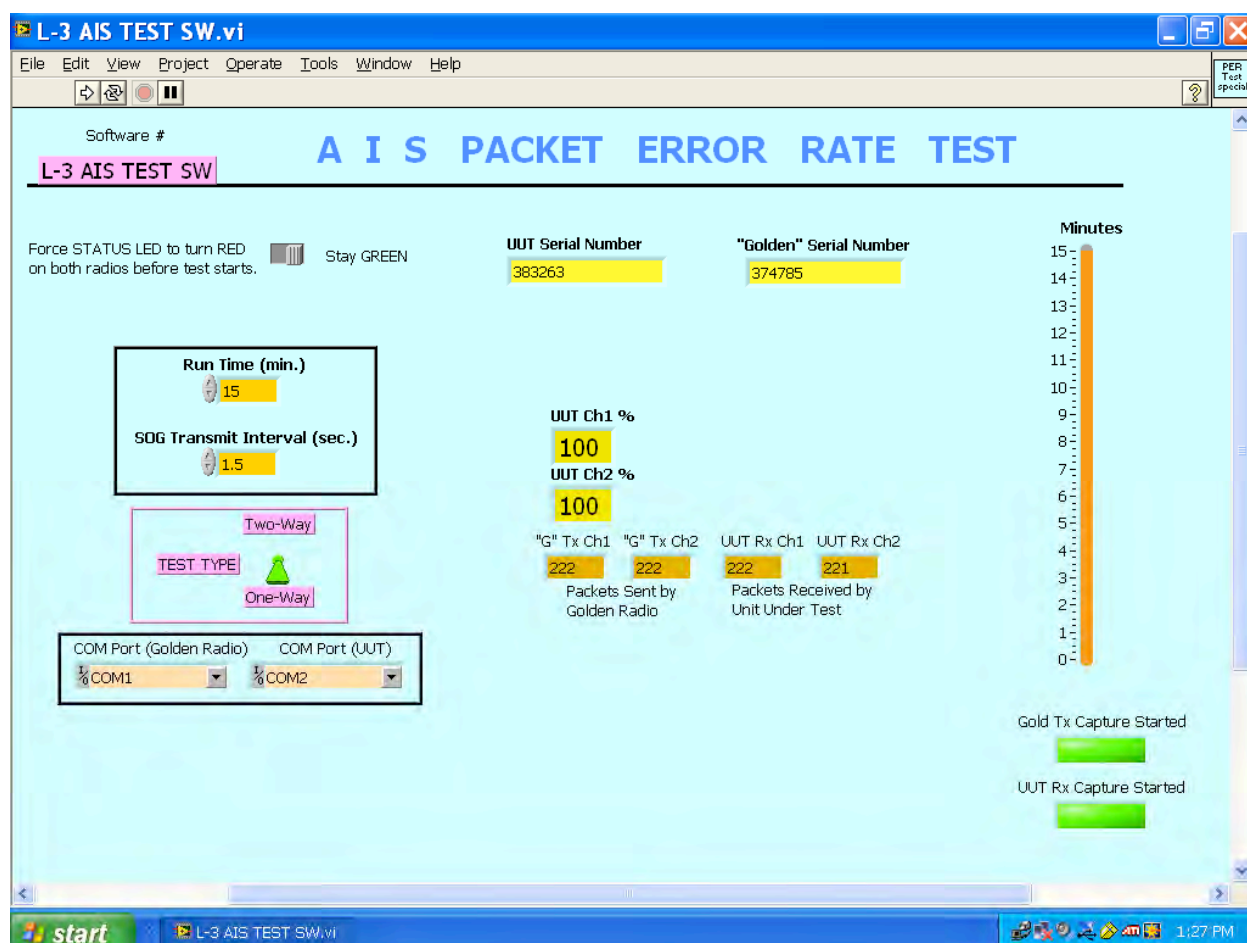 L-3 AIS TEST SW.vi
File Edit View Project Operate Tools Window Help
PER
Test
special
Software #
L-3 AIS TEST SW
AIS PACKET ERROR RATE TEST
Force STATUS LED to turn RED
on both radios before test starts.
Stay GREEN
UUT Serial Number
383263
"Golden" Serial Number
374785
Minutes
15
14
13
12
11
10
9
8
7
6
5
4
3
2
1
0
Run Time (min.)
15
SOG Transmit Interval (sec.)
1.5
UUT Ch1 %
100
UUT Ch2 %
100
Two-Way
TEST TYPE
One-Way
"G" Tx Ch1 "G" Tx Ch2 UUT Rx Ch1 UUT Rx Ch2
222 222 222 221
Packets Sent by
Golden Radio
Packets Received by
Unit Under Test
COM Port (Golden Radio) COM Port (UUT)
COM1 COM2
Gold Tx Capture Started
UUT Rx Capture Started
start L-3 AIS TEST SW.vi 1:27 PM